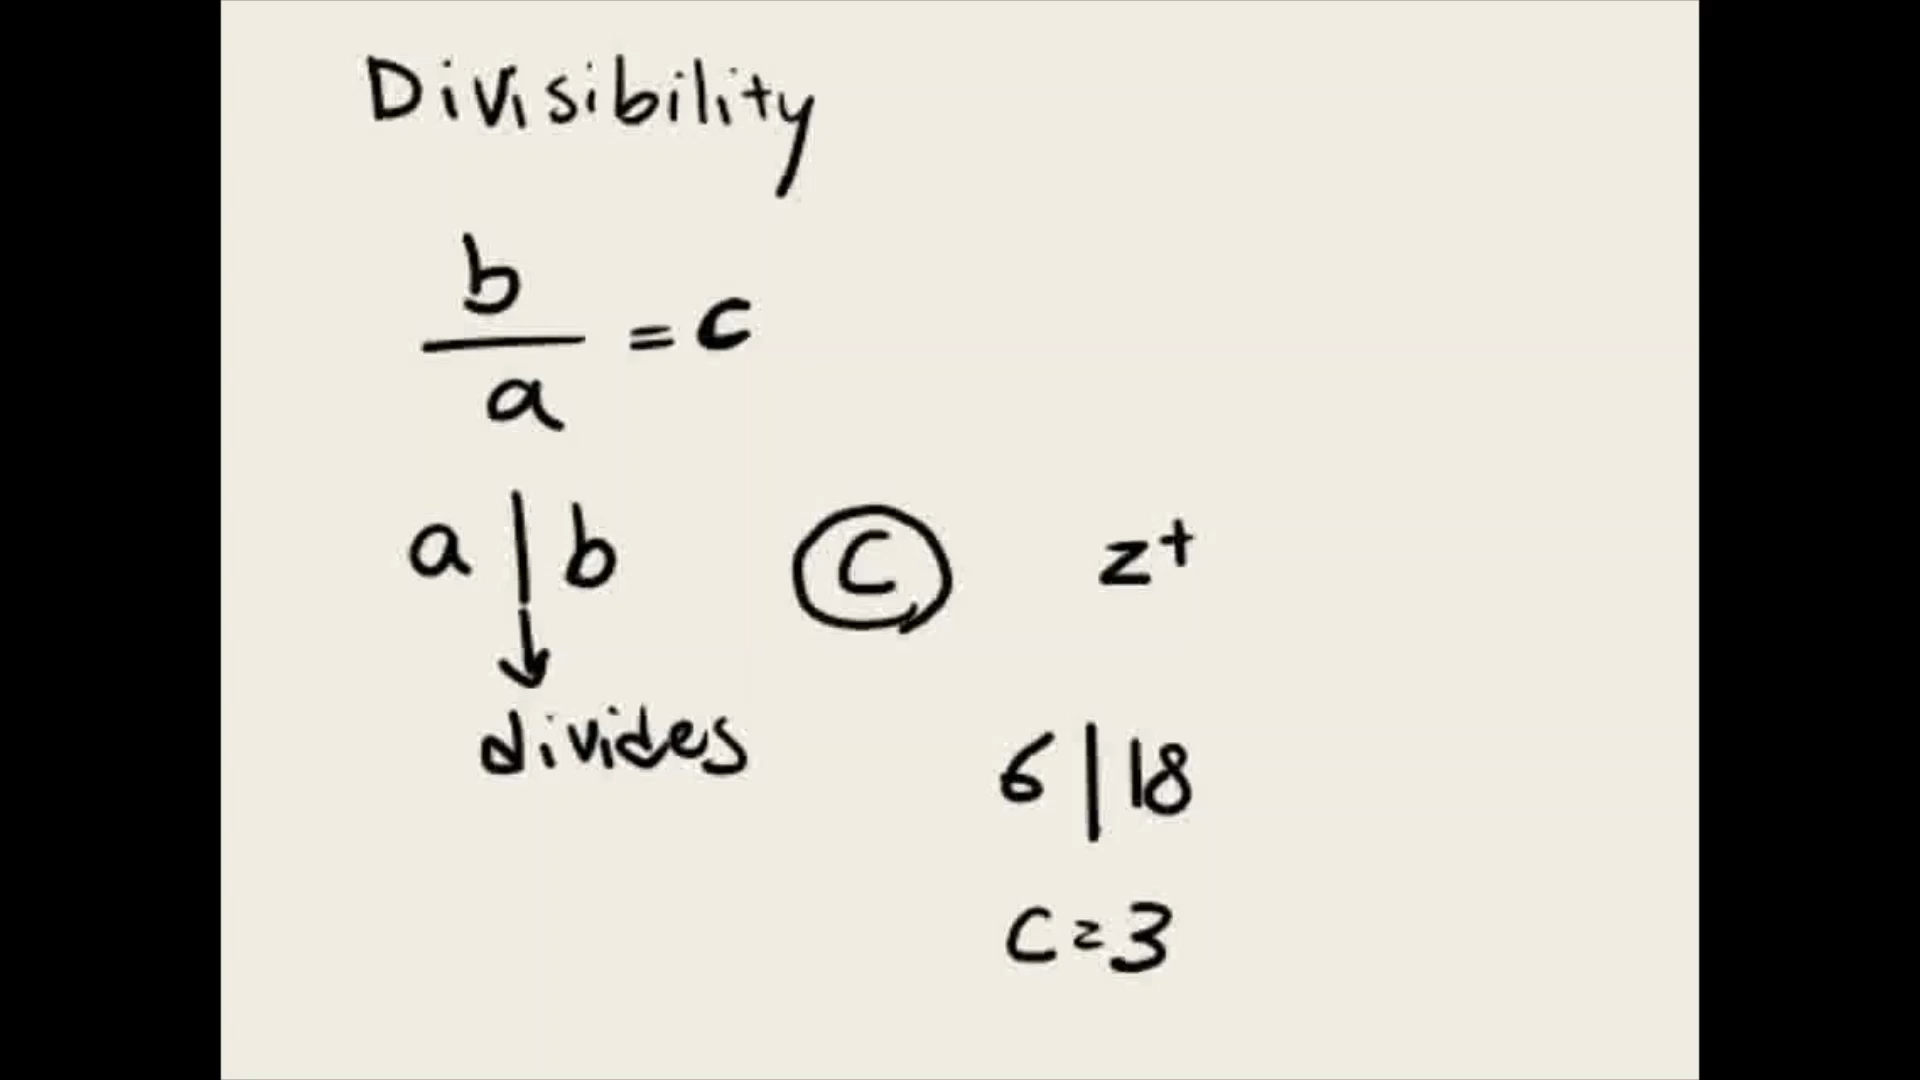 Divisibility
b
— = c
a
a | b
↓
divides
C
z+
6 | 18
C = 3